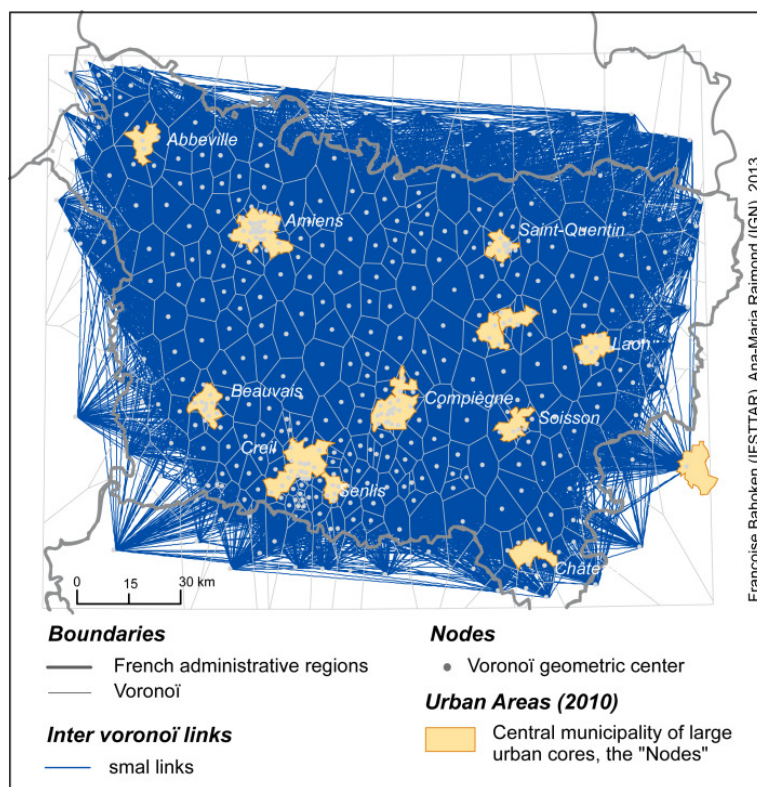 Abbeville
Amiens
Saint-Quentin
Laon
Beauvais
Compiègne
Soisson
Creil
Senlis
Châte
0 15 30 km
Françoise Bahoken (IFSTTAR), Ana-Maria Raimond (IGN), 2013
Boundaries
French administrative regions
Voronoï
Inter voronoï links
smal links
Nodes
Voronoï geometric center
Urban Areas (2010)
Central municipality of large
urban cores, the "Nodes"